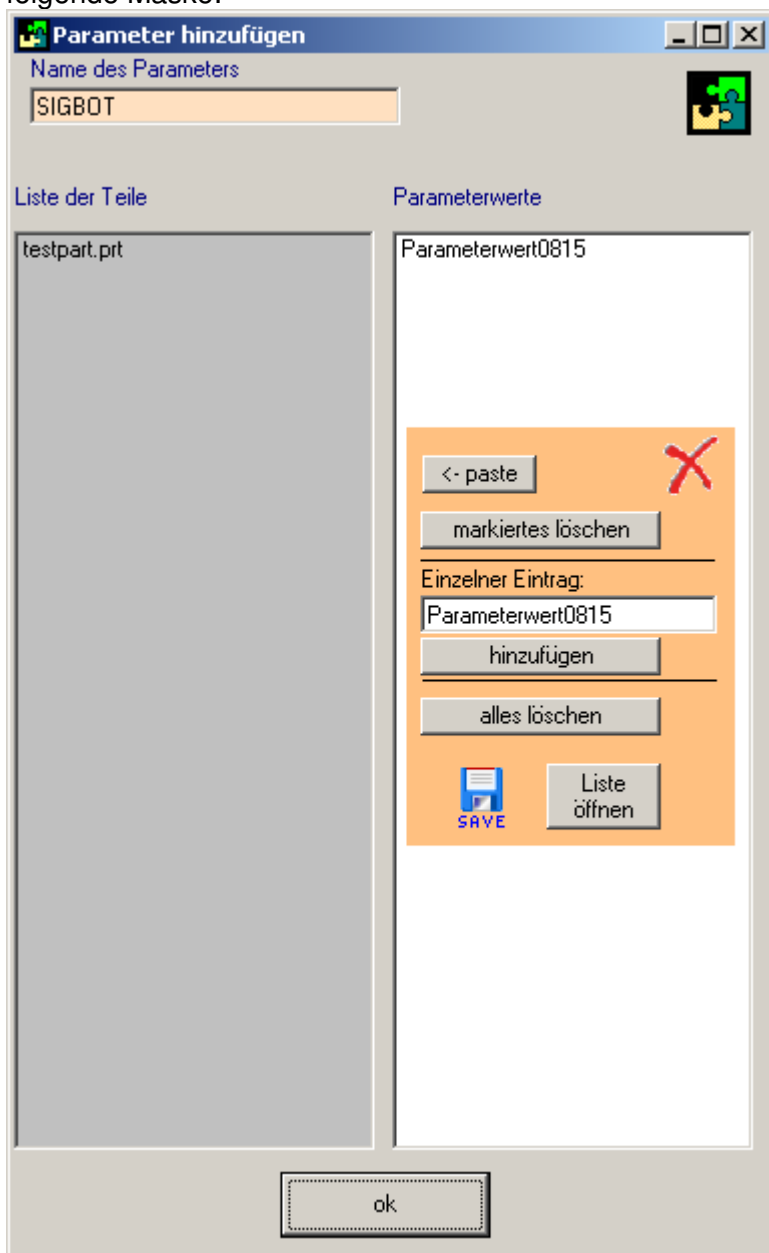 folgende Maske:
Parameter hinzufügen
Name des Parameters
SIGBOT
Liste der Teile
Parameterwerte
testpart.prt
Parameterwert0815
<- paste
markiertes löschen
Einzelner Eintrag:
Parameterwert0815
hinzufügen
alles löschen
SAVE
Liste
öffnen
ok